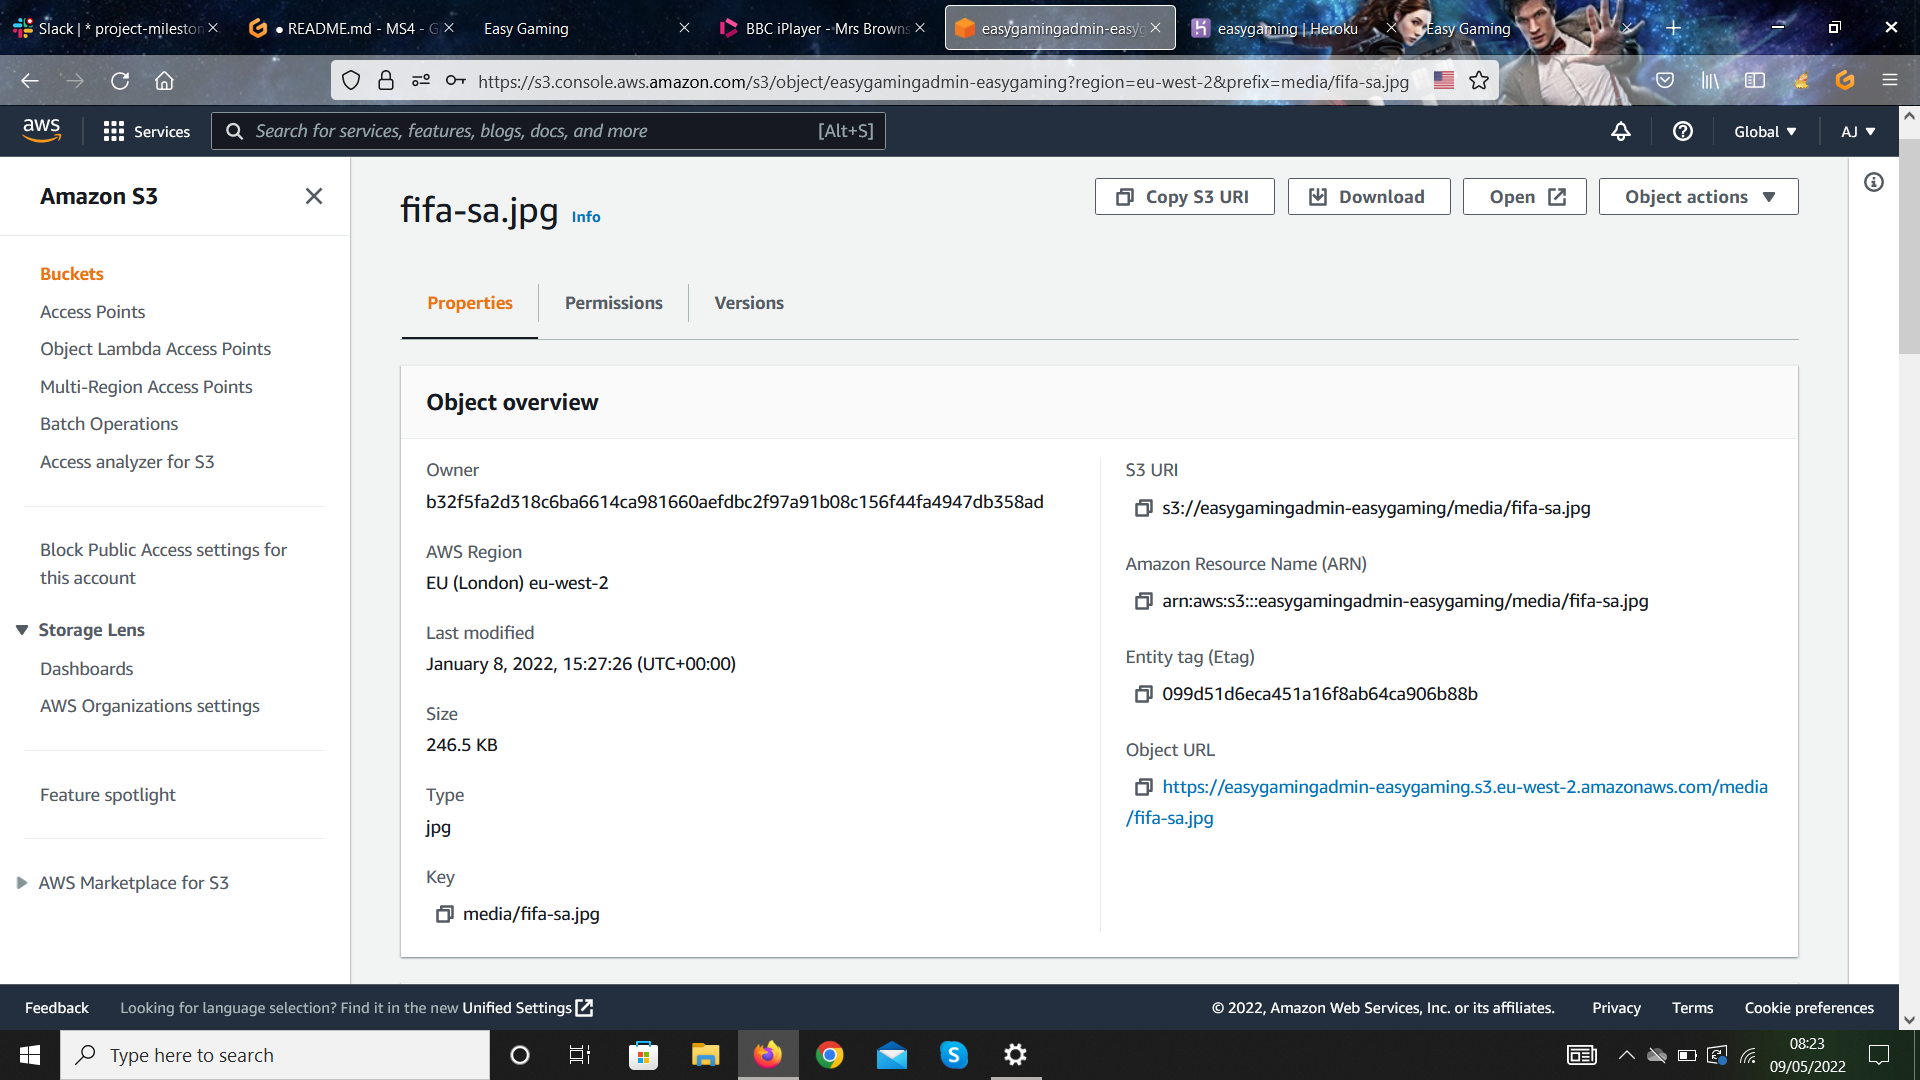 Slack | * project-mileston
● README.md - MS4 - G
Easy Gaming
BBC iPlayer - Mrs Browns
easygamingadmin-easyg
easygaming | Heroku
Easy Gaming
https://s3.console.aws.amazon.com/s3/object/easygamingadmin-easygaming?region=eu-west-2&prefix=media/fifa-sa.jpg
aws
Services
Search for services, features, blogs, docs, and more
[Alt+S]
Global
AJ
Amazon S3
Buckets
Access Points
Object Lambda Access Points
Multi-Region Access Points
Batch Operations
Access analyzer for S3
Block Public Access settings for
this account
Storage Lens
Dashboards
AWS Organizations settings
Feature spotlight
AWS Marketplace for S3
fifa-sa.jpg Info
Copy S3 URI
Download
Open
Object actions
Properties
Permissions
Versions
Object overview
Owner
b32f5fa2d318c6ba6614ca981660aefdbc2f97a91b08c156f44fa4947db358ad
AWS Region
EU (London) eu-west-2
Last modified
January 8, 2022, 15:27:26 (UTC+00:00)
Size
246.5 KB
Type
jpg
Key
media/fifa-sa.jpg
S3 URI
s3://easygamingadmin-easygaming/media/fifa-sa.jpg
Amazon Resource Name (ARN)
arn:aws:s3:::easygamingadmin-easygaming/media/fifa-sa.jpg
Entity tag (Etag)
099d51d6eca451a16f8ab64ca906b88b
Object URL
https://easygamingadmin-easygaming.s3.eu-west-2.amazonaws.com/media
/fifa-sa.jpg
Feedback
Looking for language selection? Find it in the new Unified Settings
© 2022, Amazon Web Services, Inc. or its affiliates.
Privacy
Terms
Cookie preferences
Type here to search
08:23
09/05/2022